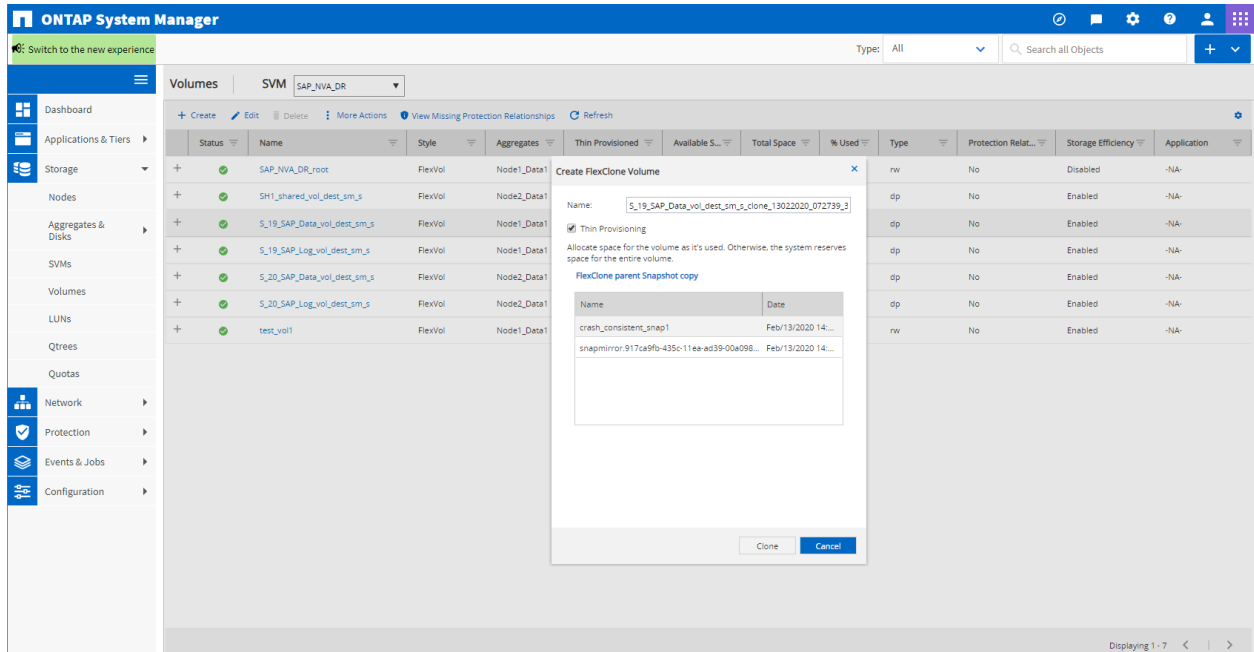 ONTAP System Manager
Switch to the new experience
Type: All
Search all Objects
Volumes SVM SAP_NVA_DR
Dashboard
Applications & Tiers
Storage
Nodes
Aggregates &
Disks
SVMs
Volumes
LUNs
Qtrees
Quotas
Network
Protection
Events & Jobs
Configuration
Create Edit Delete More Actions View Missing Protection Relationships Refresh
Status Name Style Aggregates Thin Provisioned Available S... Total Space % Used Type Protection Relat... Storage Efficiency Application
SAP_NVA_DR_root FlexVol Node1_Data1 rw No Disabled -NA-
SH1_shared_vol_dest_sm_s FlexVol Node2_Data1 dp No Enabled -NA-
S_19_SAP_Data_vol_dest_sm_s FlexVol Node1_Data1 dp No Enabled -NA-
S_19_SAP_Log_vol_dest_sm_s FlexVol Node1_Data1 dp No Enabled -NA-
S_20_SAP_Data_vol_dest_sm_s FlexVol Node2_Data1 dp No Enabled -NA-
S_20_SAP_Log_vol_dest_sm_s FlexVol Node2_Data1 dp No Enabled -NA-
test_vol1 FlexVol Node1_Data1 rw No Enabled -NA-
Create FlexClone Volume
Name: S_19_SAP_Data_vol_dest_sm_s_clone_13022020_072739_3
Thin Provisioning
Allocate space for the volume as it's used. Otherwise, the system reserves
space for the entire volume.
FlexClone parent Snapshot copy
Name Date
crash_consistent_snap1 Feb/13/2020 14:...
snapmirror.917ca9fb-435c-11ea-ad39-00a098... Feb/13/2020 14:...
Clone Cancel
Displaying 1 - 7